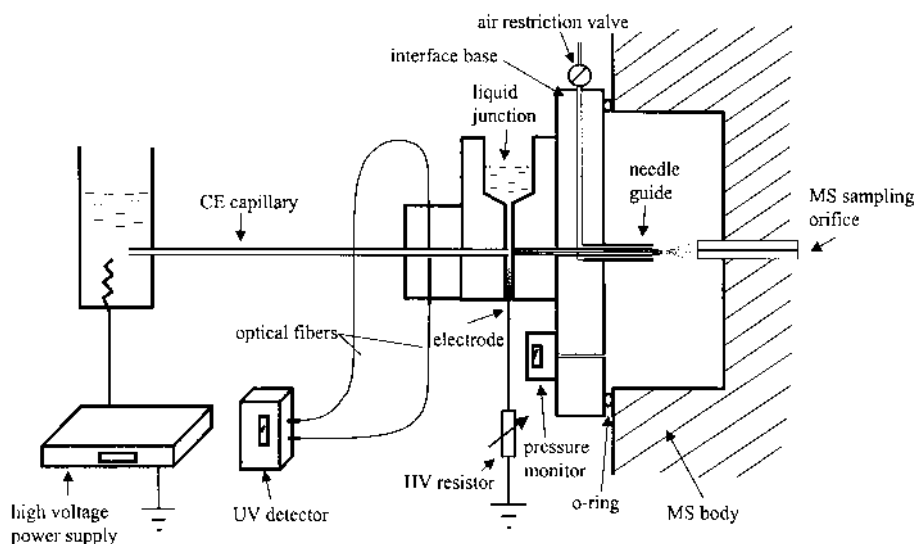 air restriction valve
interface base
liquid
junction
needle
guide
MS sampling
orifice
CE capillary
optical fibers
electrode
pressure
monitor
HV resistor
o-ring
MS body
UV detector
high voltage
power supply